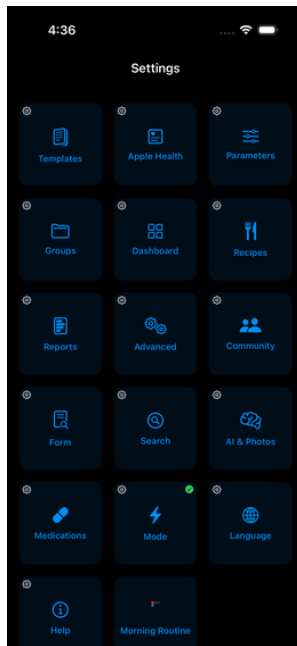 4:36
Settings
Templates
Apple Health
Parameters
Groups
Dashboard
Recipes
Reports
Advanced
Community
Form
Search
AI & Photos
Medications
Mode
Language
Help
Morning Routine